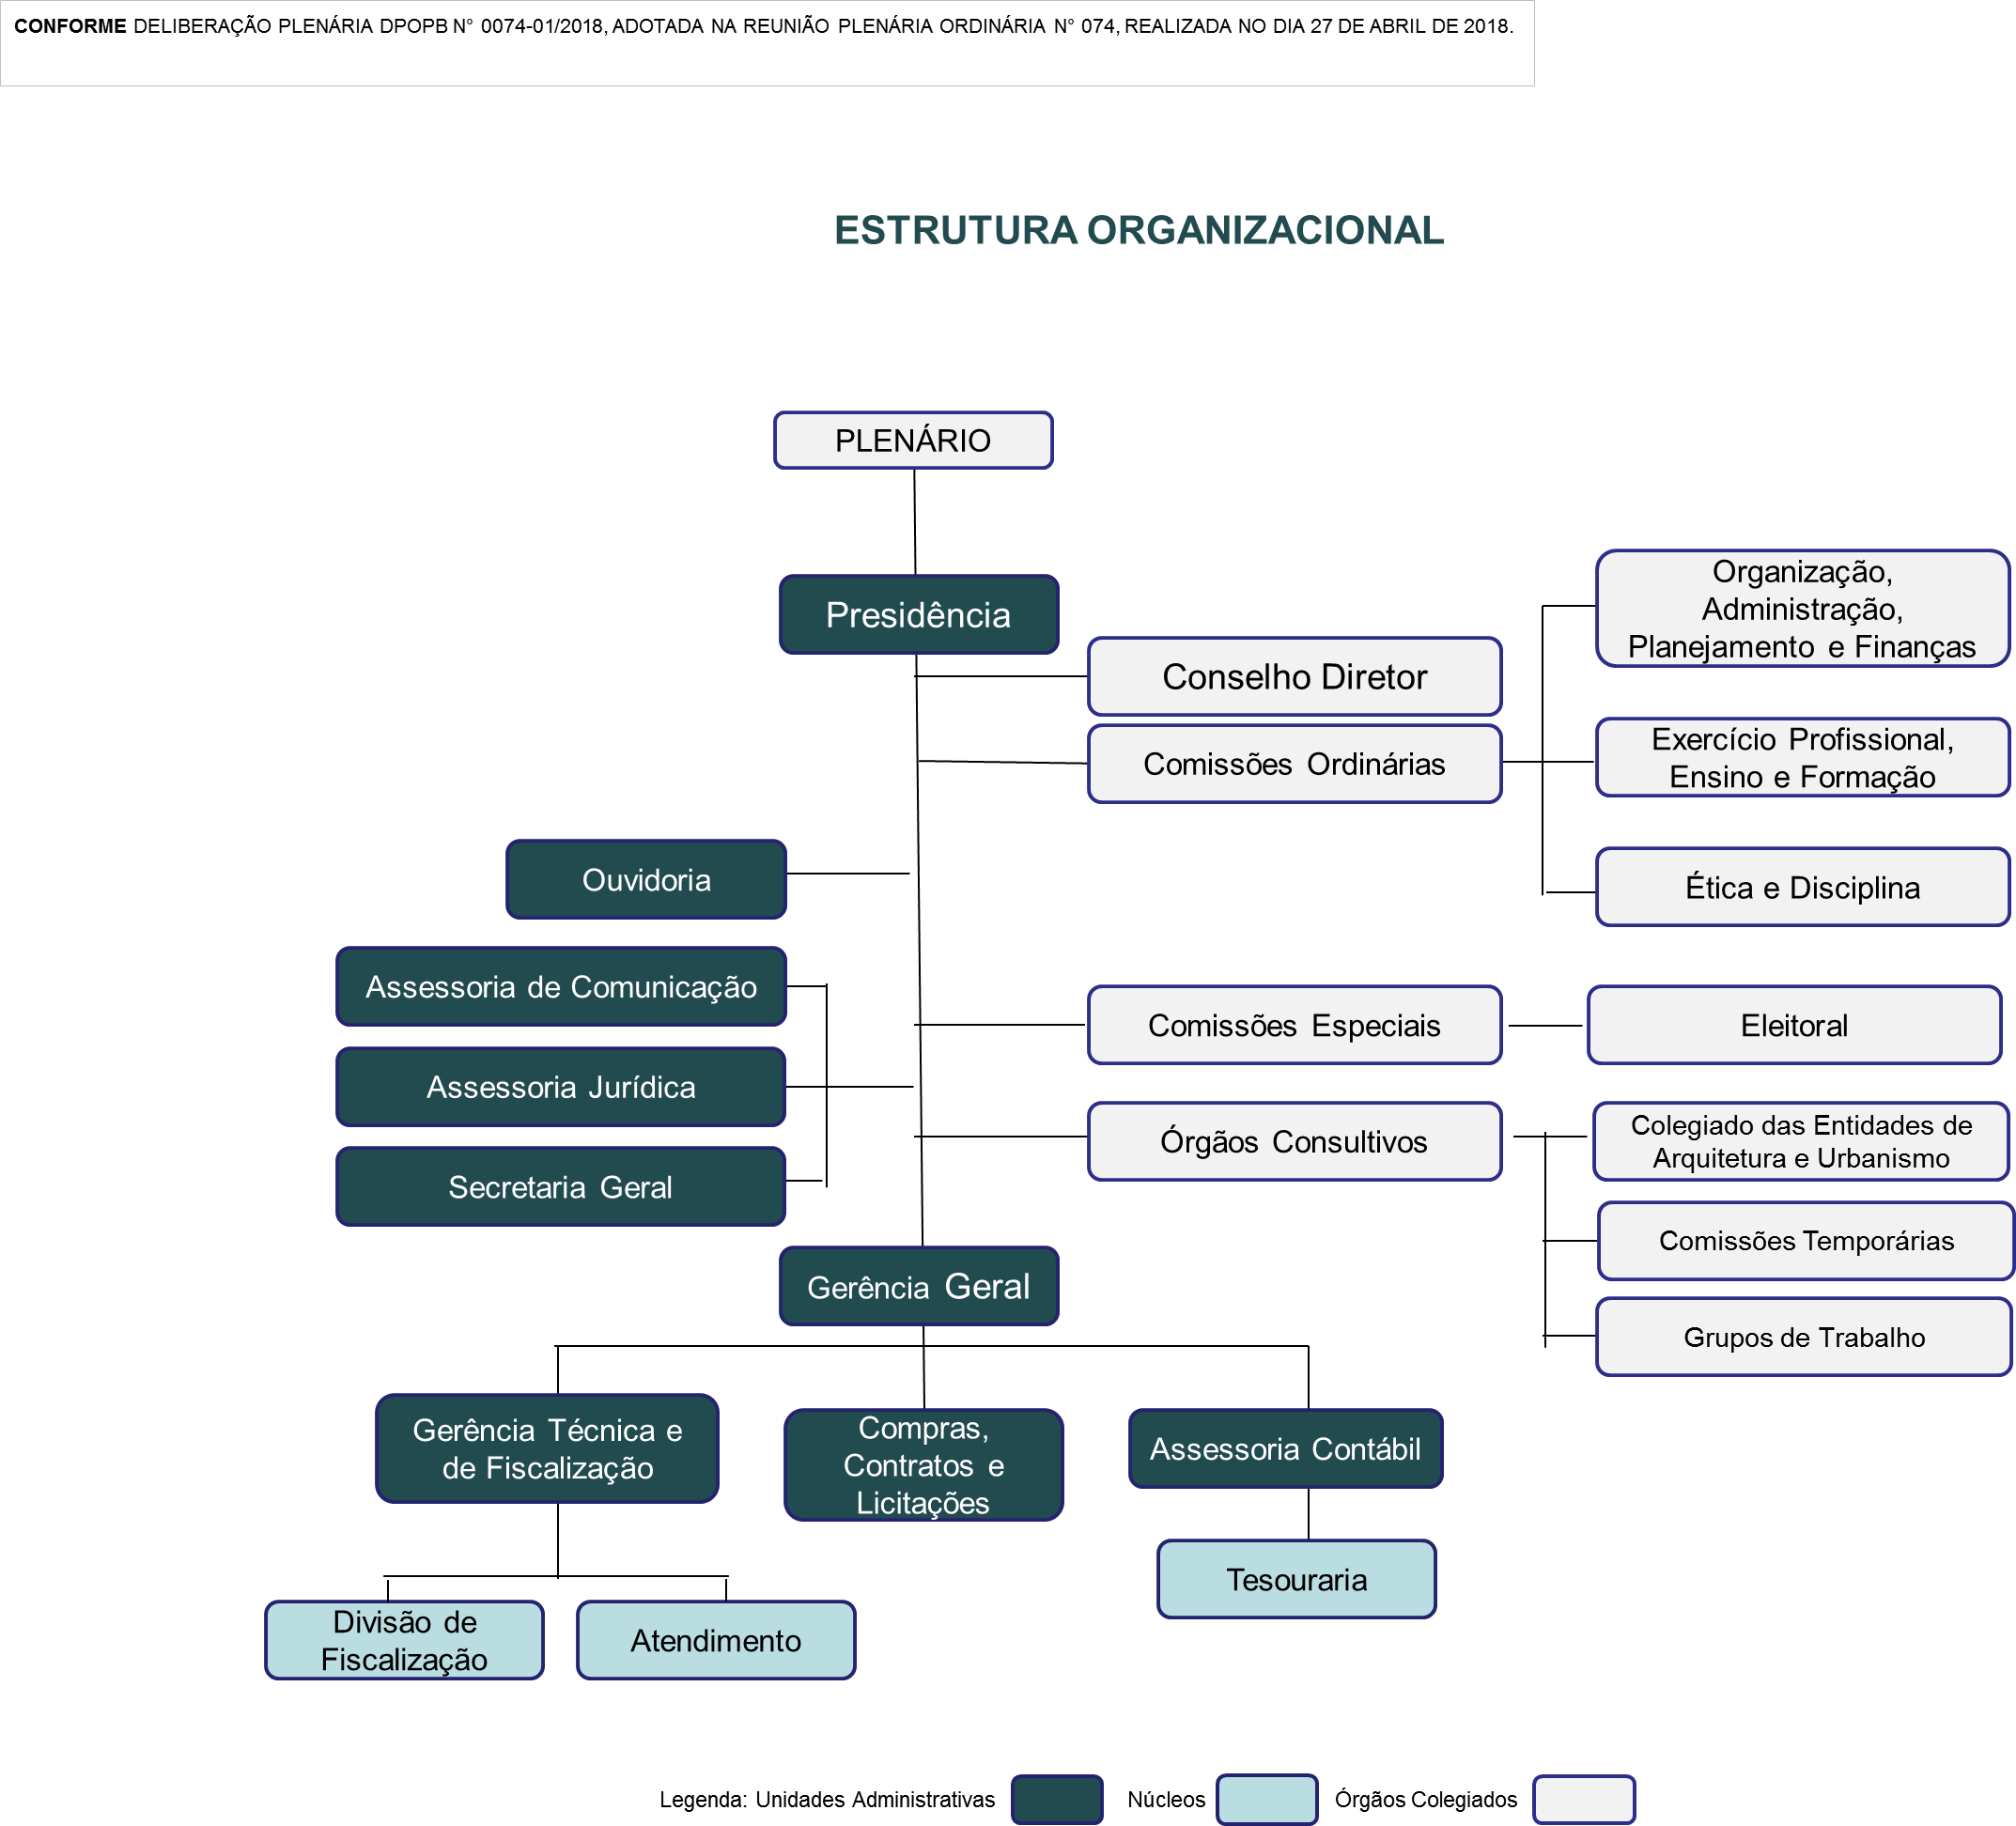 CONFORME DELIBERAÇÃO PLENÁRIA DPOPB N° 0074-01/2018, ADOTADA NA REUNIÃO PLENÁRIA ORDINÁRIA N° 074, REALIZADA NO DIA 27 DE ABRIL DE 2018.
ESTRUTURA ORGANIZACIONAL
PLENÁRIO
Presidência
Conselho Diretor
Comissões Ordinárias
Organização,
Administração,
Planejamento e Finanças
Exercício Profissional,
Ensino e Formação
Ética e Disciplina
Ouvidoria
Assessoria de Comunicação
Assessoria Jurídica
Secretaria Geral
Comissões Especiais
Eleitoral
Órgãos Consultivos
Colegiado das Entidades de
Arquitetura e Urbanismo
Comissões Temporárias
Grupos de Trabalho
Gerência Geral
Gerência Técnica e
de Fiscalização
Compras,
Contratos e
Licitações
Assessoria Contábil
Tesouraria
Divisão de
Fiscalização
Atendimento
Legenda: Unidades Administrativas
Núcleos
Órgãos Colegiados